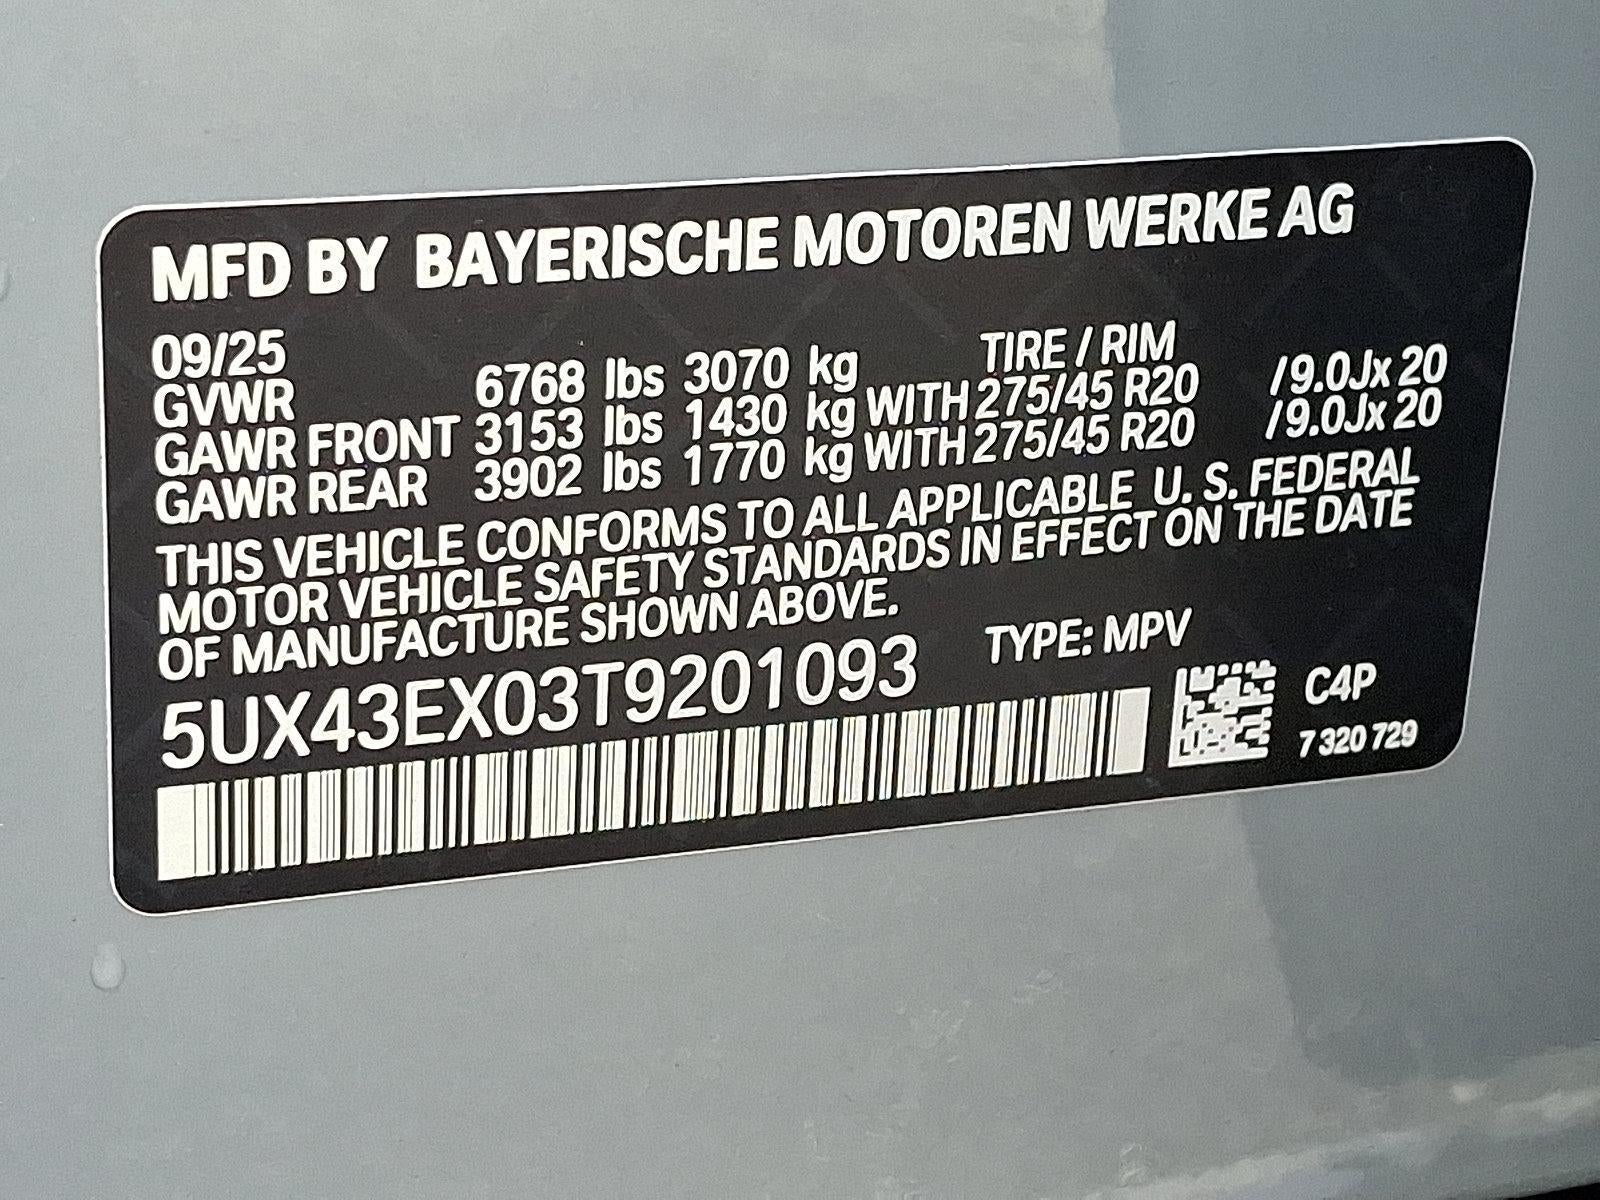 MFD BY BAYERISCHE MOTOREN WERKE AG
09/25
TIRE / RIM
GVWR 6768 lbs 3070 kg
GAWR FRONT 3153 lbs 1430 kg WITH 275/45 R20 /9.0Jx 20
GAWR REAR 3902 lbs 1770 kg WITH 275/45 R20 /9.0Jx 20
THIS VEHICLE CONFORMS TO ALL APPLICABLE U. S. FEDERAL
MOTOR VEHICLE SAFETY STANDARDS IN EFFECT ON THE DATE
OF MANUFACTURE SHOWN ABOVE.
5UX43EX03T9201093 TYPE: MPV
C4P
7 320 729